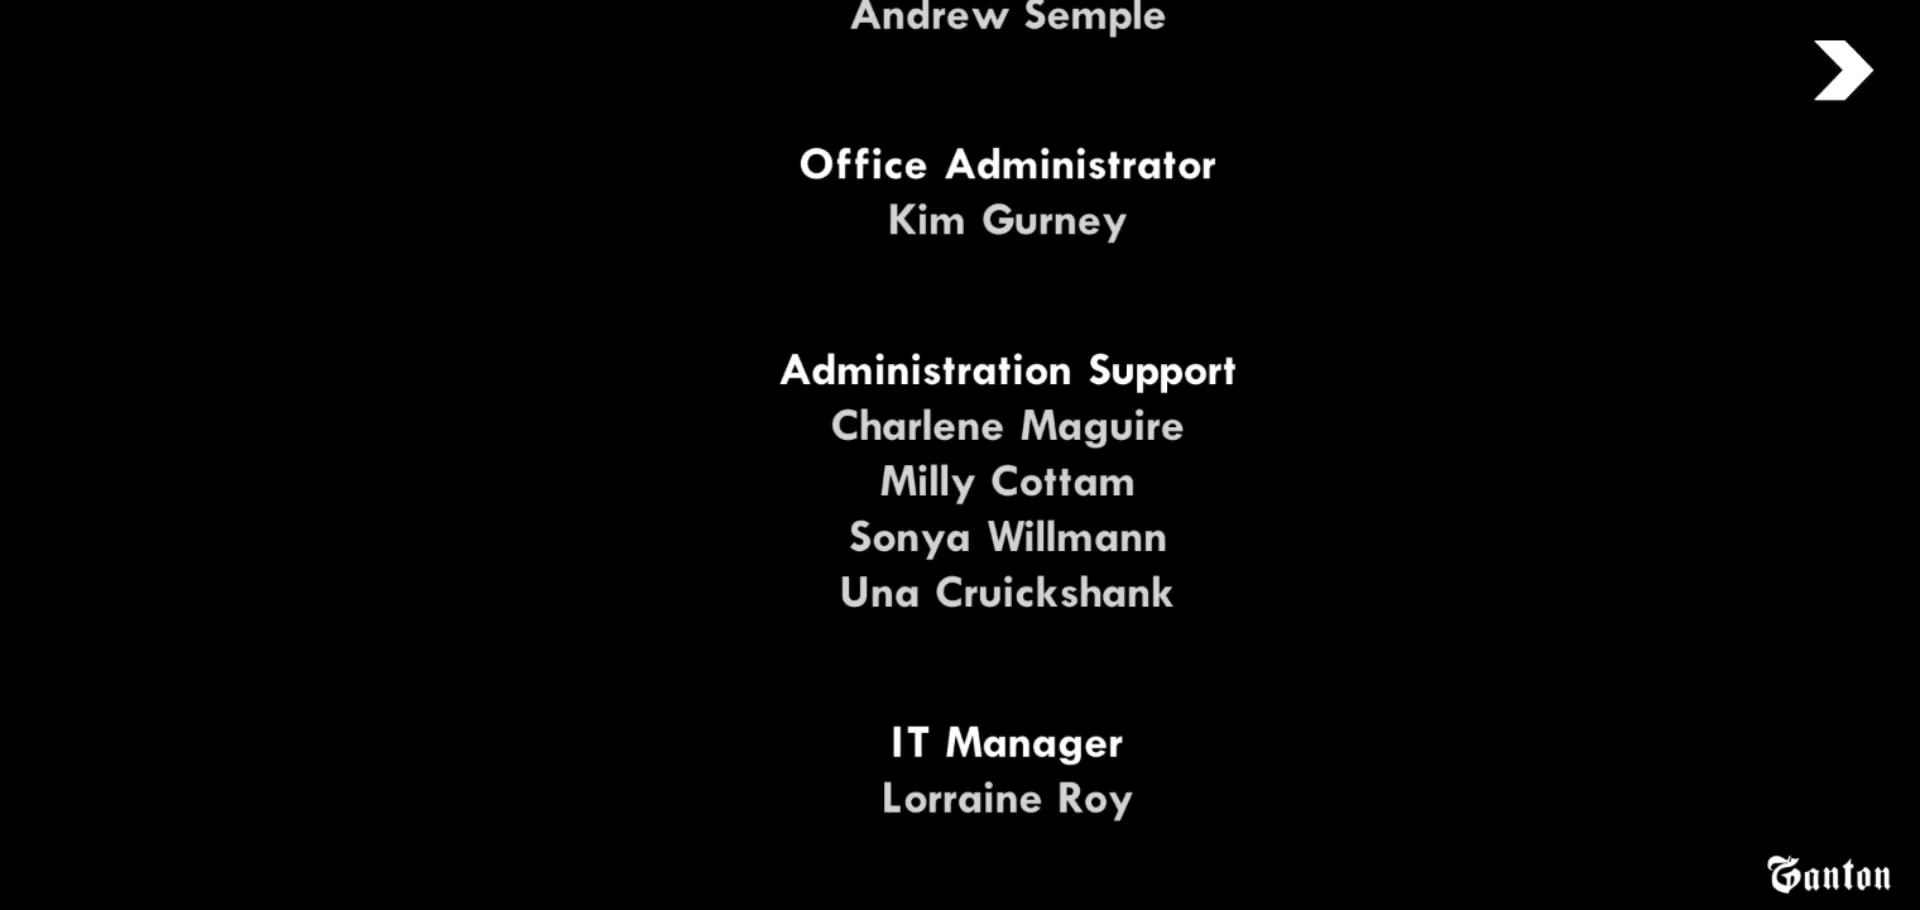 Andrew Semple
Office Administrator
Kim Gurney
Administration Support
Charlene Maguire
Milly Cottam
Sonya Willmann
Una Cruickshank
IT Manager
Lorraine Roy
Ganton